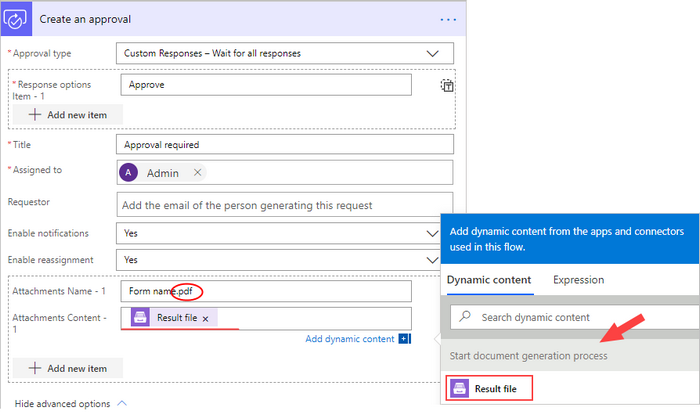 Create an approval
...
* Approval type
Custom Responses – Wait for all responses
* Response options
Item - 1
Approve
Add new item
* Title
Approval required
* Assigned to
A Admin ×
Requestor
Add the email of the person generating this request
Enable notifications
Yes
Enable reassignment
Yes
Attachments Name - 1
Form name.pdf
Attachments Content -
1
Result file ×
Add dynamic content
Add new item
Hide advanced options
Add dynamic content from the apps and connectors
used in this flow.
Dynamic content Expression
Search dynamic content
Start document generation process
Result file